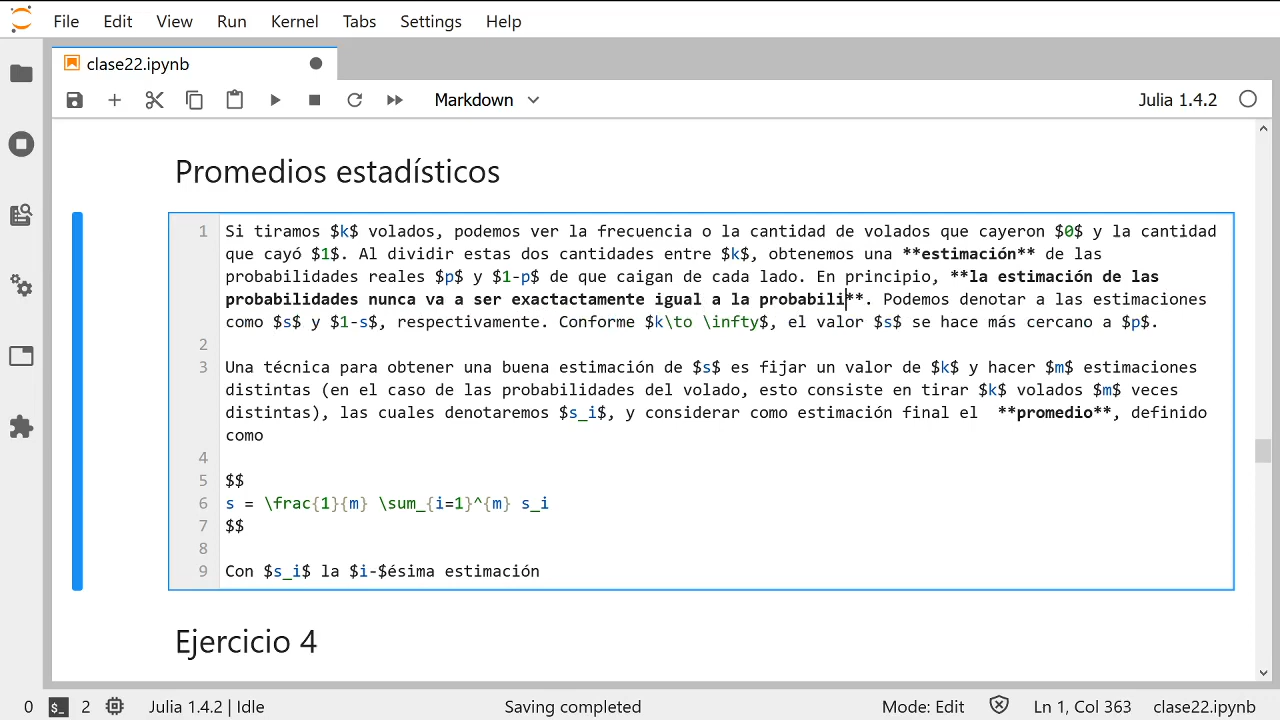 File Edit View Run Kernel Tabs Settings Help
clase22.ipynb
Markdown
Julia 1.4.2
Promedios estadísticos
1 Si tiramos $k$ volados, podemos ver la frecuencia o la cantidad de volados que cayeron $0$ y la cantidad
que cayó $1$. Al dividir estas dos cantidades entre $k$, obtenemos una **estimación** de las
probabilidades reales $p$ y $1-p$ de que caigan de cada lado. En principio, **la estimación de las
probabilidades nunca va a ser exactactamente igual a la probabili**. Podemos denotar a las estimaciones
como $s$ y $1-s$, respectivamente. Conforme $k\to \infty$, el valor $s$ se hace más cercano a $p$.
2
3 Una técnica para obtener una buena estimación de $s$ es fijar un valor de $k$ y hacer $m$ estimaciones
distintas (en el caso de las probabilidades del volado, esto consiste en tirar $k$ volados $m$ veces
distintas), las cuales denotaremos $s_i$, y considerar como estimación final el  **promedio**, definido
como
4
5 $$
6 s = \frac{1}{m} \sum_{i=1}^{m} s_i
7 $$
8
9 Con $s_i$ la $i-$ésima estimación
Ejercicio 4
0 $_ 2 Julia 1.4.2 | Idle Saving completed Mode: Edit Ln 1, Col 363 clase22.ipynb